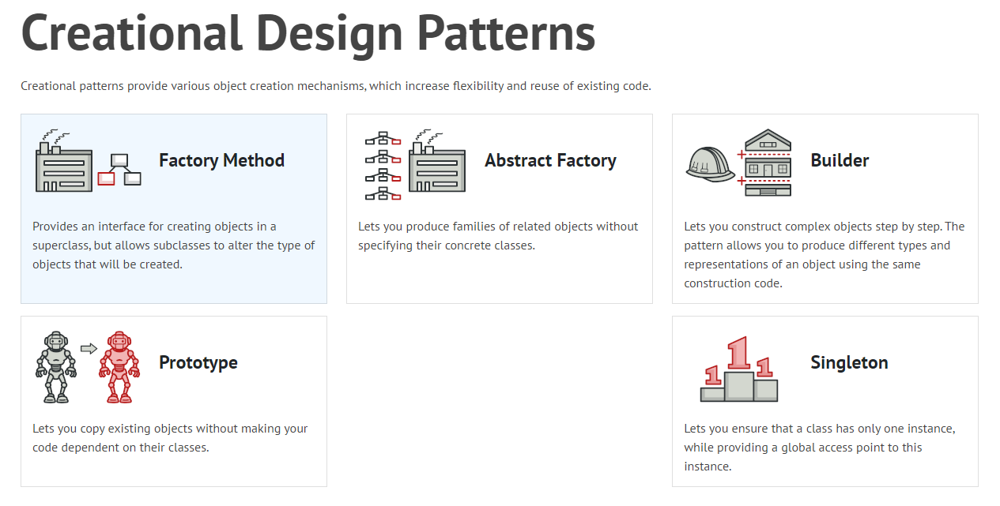 Creational Design Patterns
Creational patterns provide various object creation mechanisms, which increase flexibility and reuse of existing code.
Factory Method
Provides an interface for creating objects in a
superclass, but allows subclasses to alter the type of
objects that will be created.
Abstract Factory
Lets you produce families of related objects without
specifying their concrete classes.
Builder
Lets you construct complex objects step by step. The
pattern allows you to produce different types and
representations of an object using the same
construction code.
Prototype
Lets you copy existing objects without making your
code dependent on their classes.
1
1
1
Singleton
Lets you ensure that a class has only one instance,
while providing a global access point to this
instance.